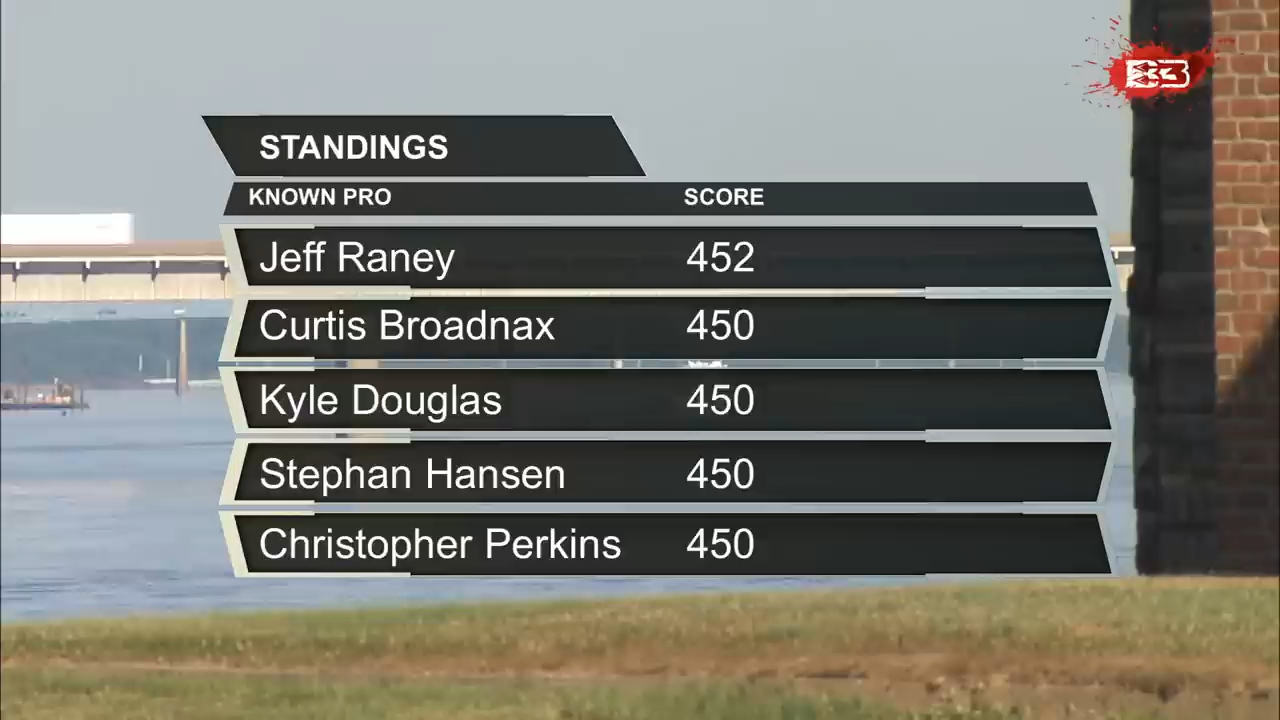 B3
STANDINGS
KNOWN PRO SCORE
Jeff Raney 452
Curtis Broadnax 450
Kyle Douglas 450
Stephan Hansen 450
Christopher Perkins 450